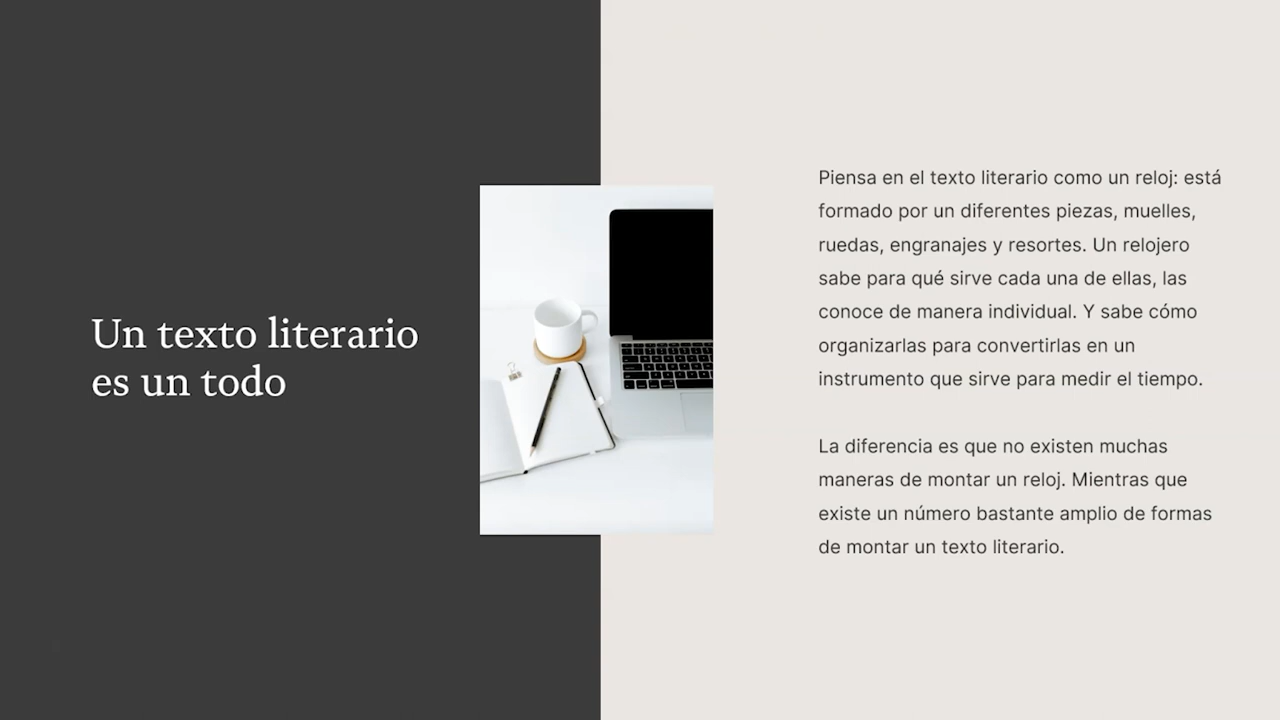 Un texto literario
es un todo
Piensa en el texto literario como un reloj: está
formado por un diferentes piezas, muelles,
ruedas, engranajes y resortes. Un relojero
sabe para qué sirve cada una de ellas, las
conoce de manera individual. Y sabe cómo
organizarlas para convertirlas en un
instrumento que sirve para medir el tiempo.
La diferencia es que no existen muchas
maneras de montar un reloj. Mientras que
existe un número bastante amplio de formas
de montar un texto literario.